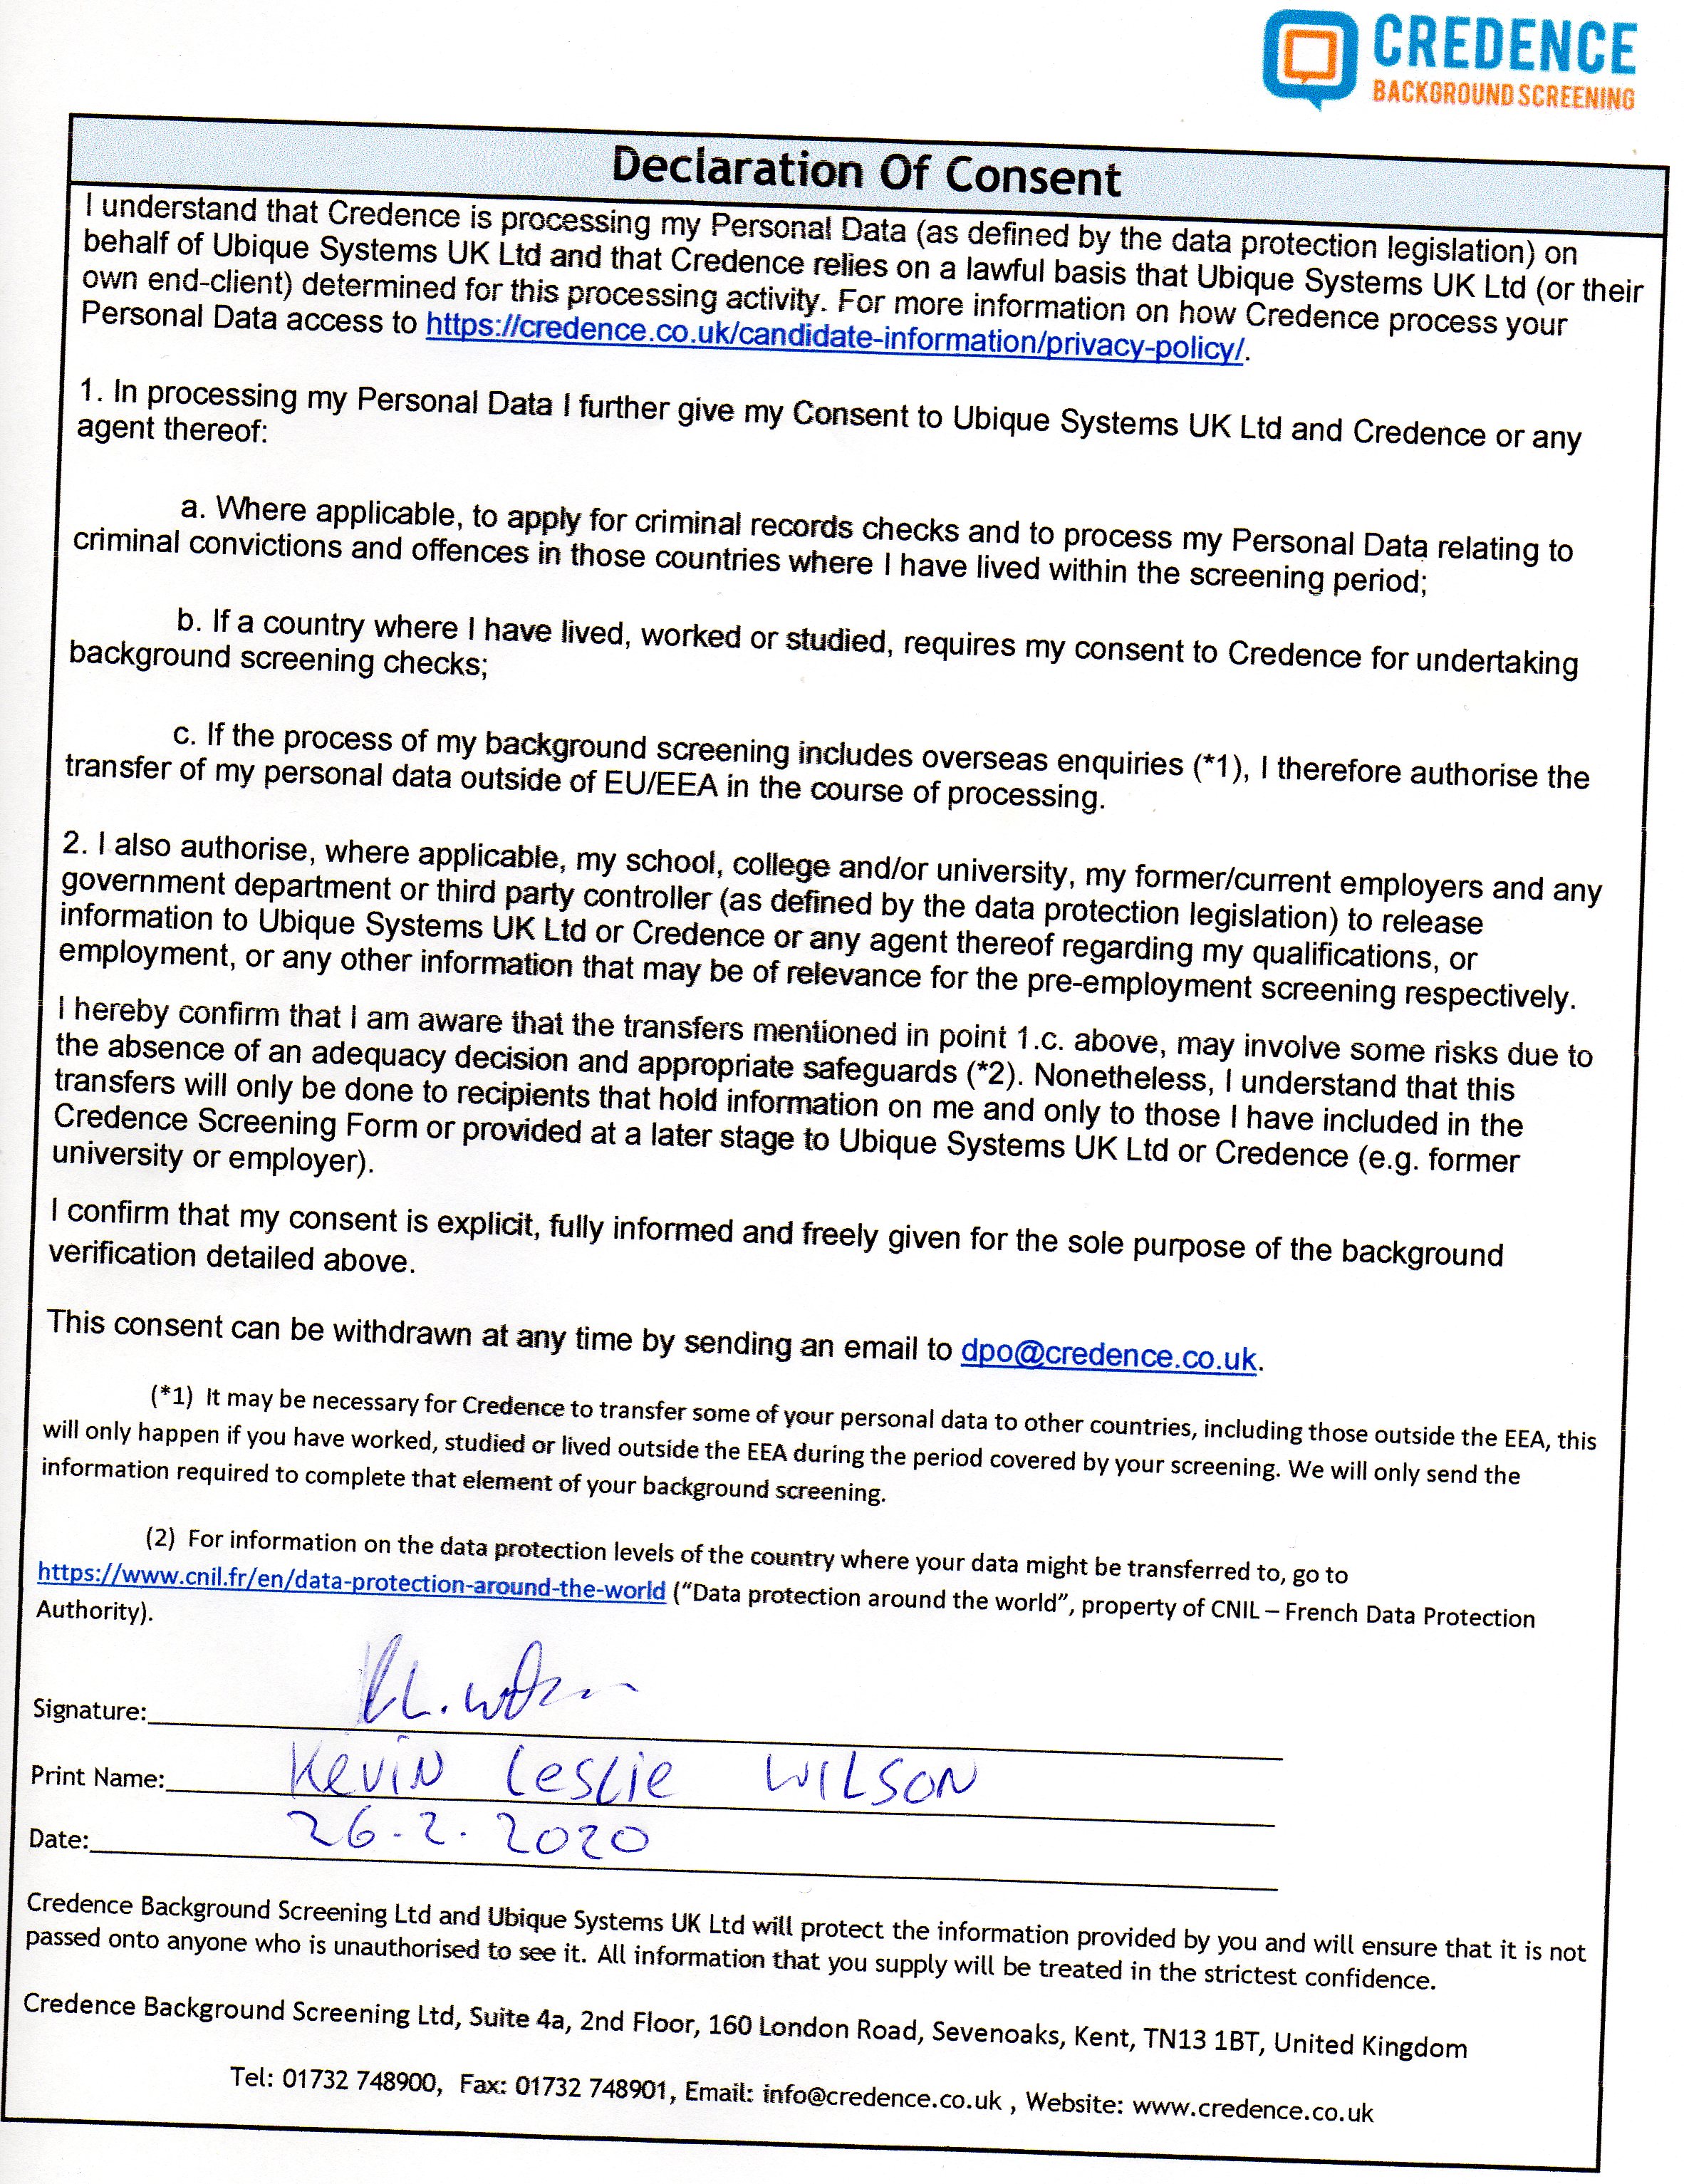 CREDENCE
BACKGROUND SCREENING
Declaration Of Consent
I understand that Credence is processing my Personal Data (as defined by the data protection legislation) on
behalf of Ubique Systems UK Ltd and that Credence relies on a lawful basis that Ubique Systems UK Ltd (or their
own end-client) determined for this processing activity. For more information on how Credence process your
Personal Data access to https://credence.co.uk/candidate-information/privacy-policy/.
1. In processing my Personal Data I further give my Consent to Ubique Systems UK Ltd and Credence or any
agent thereof:
a. Where applicable, to apply for criminal records checks and to process my Personal Data relating to
criminal convictions and offences in those countries where I have lived within the screening period;
b. If a country where I have lived, worked or studied, requires my consent to Credence for undertaking
background screening checks;
c. If the process of my background screening includes overseas enquiries (*1), I therefore authorise the
transfer of my personal data outside of EU/EEA in the course of processing.
2. I also authorise, where applicable, my school, college and/or university, my former/current employers and any
government department or third party controller (as defined by the data protection legislation) to release
information to Ubique Systems UK Ltd or Credence or any agent thereof regarding my qualifications, or
employment, or any other information that may be of relevance for the pre-employment screening respectively.
I hereby confirm that I am aware that the transfers mentioned in point 1.c. above, may involve some risks due to
the absence of an adequacy decision and appropriate safeguards (*2). Nonetheless, I understand that this
transfers will only be done to recipients that hold information on me and only to those I have included in the
Credence Screening Form or provided at a later stage to Ubique Systems UK Ltd or Credence (e.g. former
university or employer).
I confirm that my consent is explicit, fully informed and freely given for the sole purpose of the background
verification detailed above.
This consent can be withdrawn at any time by sending an email to dpo@credence.co.uk.
(*1) It may be necessary for Credence to transfer some of your personal data to other countries, including those outside the EEA, this
will only happen if you have worked, studied or lived outside the EEA during the period covered by your screening. We will only send the
information required to complete that element of your background screening.
(2) For information on the data protection levels of the country where your data might be transferred to, go to
https://www.cnil.fr/en/data-protection-around-the-world (“Data protection around the world”, property of CNIL – French Data Protection
Authority).
Signature: K.L. Wilson
Print Name: KEVIN LESLIE WILSON
Date: 26.2.2020
Credence Background Screening Ltd and Ubique Systems UK Ltd will protect the information provided by you and will ensure that it is not
passed onto anyone who is unauthorised to see it. All information that you supply will be treated in the strictest confidence.
Credence Background Screening Ltd, Suite 4a, 2nd Floor, 160 London Road, Sevenoaks, Kent, TN13 1BT, United Kingdom
Tel: 01732 748900, Fax: 01732 748901, Email: info@credence.co.uk , Website: www.credence.co.uk